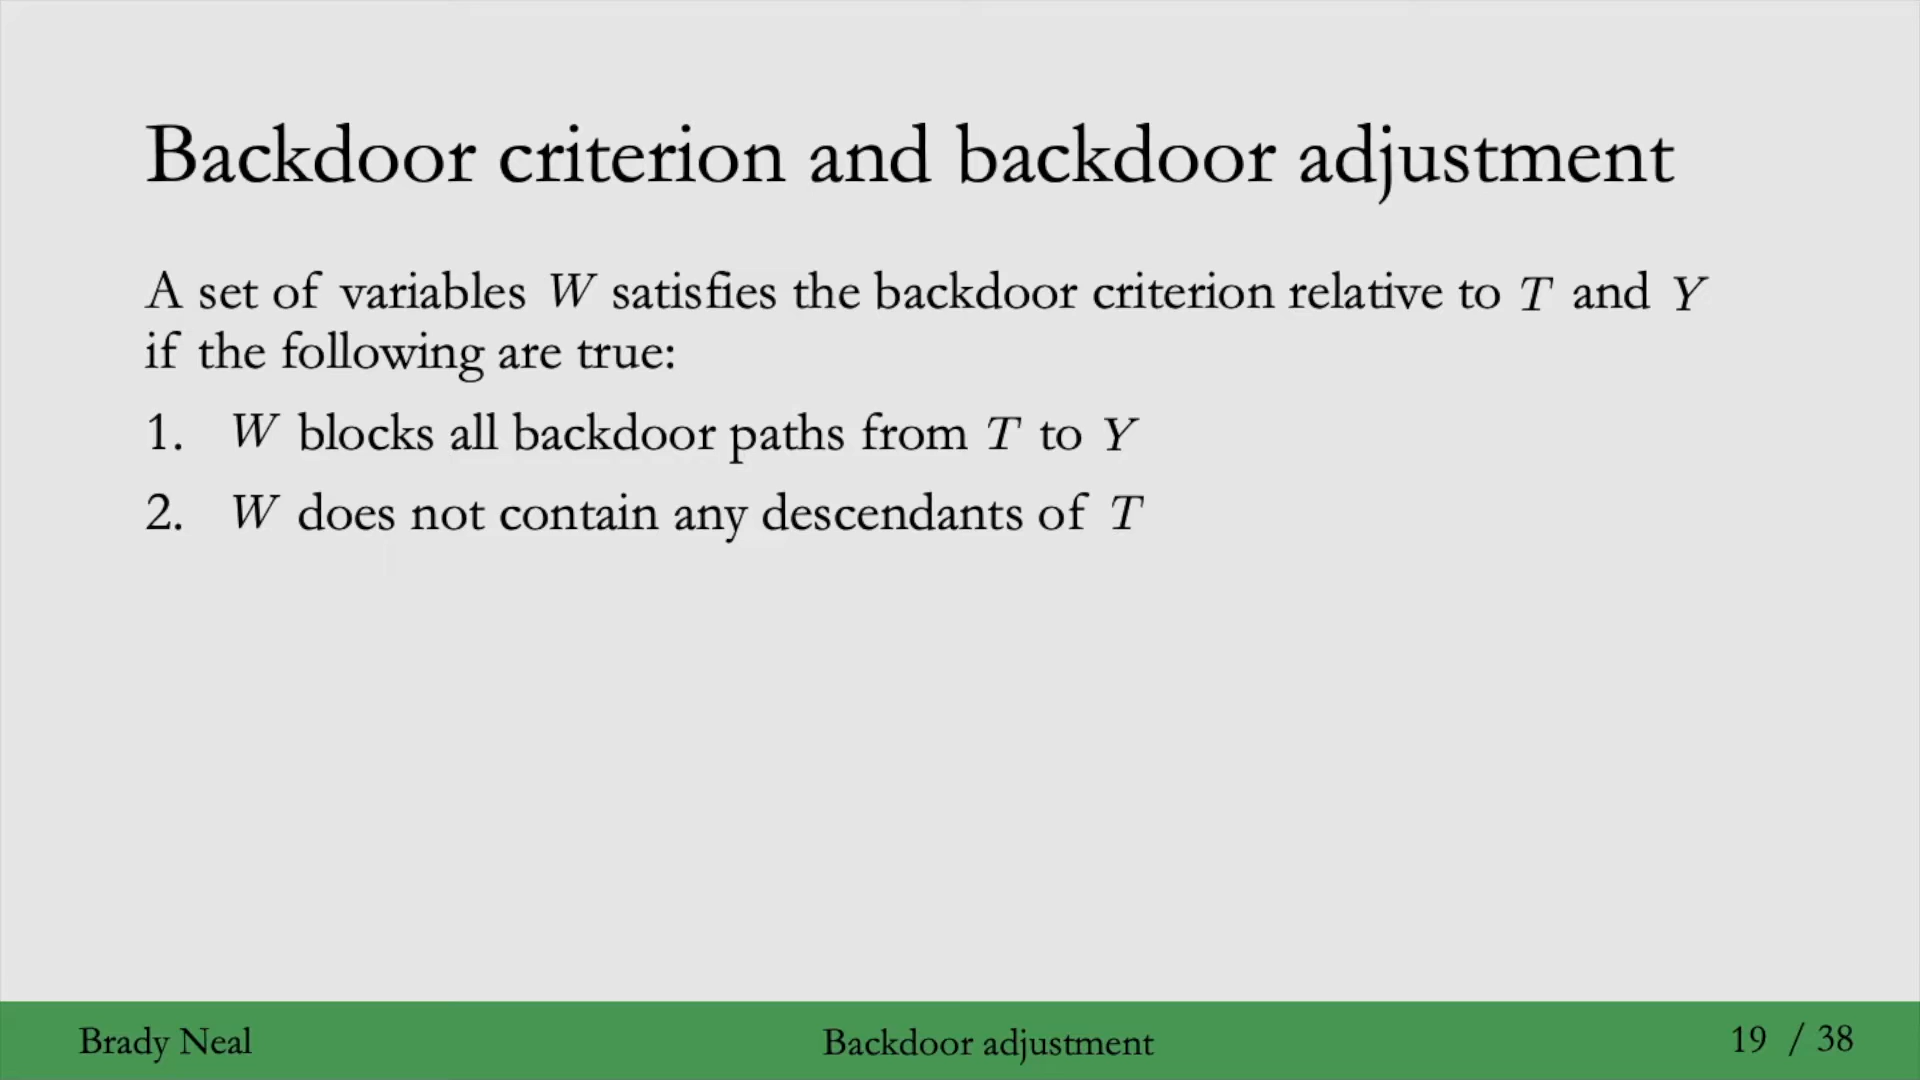 Backdoor criterion and backdoor adjustment
A set of variables W satisfies the backdoor criterion relative to T and Y
if the following are true:
1. W blocks all backdoor paths from T to Y
2. W does not contain any descendants of T
Brady Neal
Backdoor adjustment
19 / 38